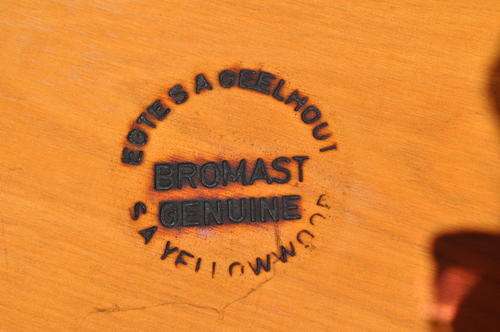 EGTE S A GEELHOUT
BROMAST
GENUINE
S A YELLOWWOOD